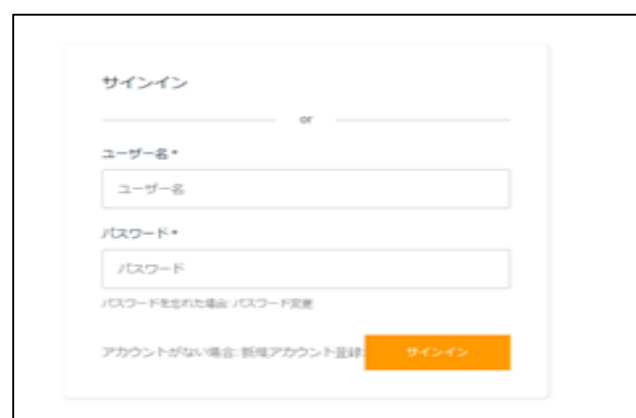 サインイン
or
ユーザー名*
ユーザー名
パスワード*
パスワード
パスワードを忘れた場合: パスワード変更
アカウントがない場合: 新規アカウント登録
サインイン